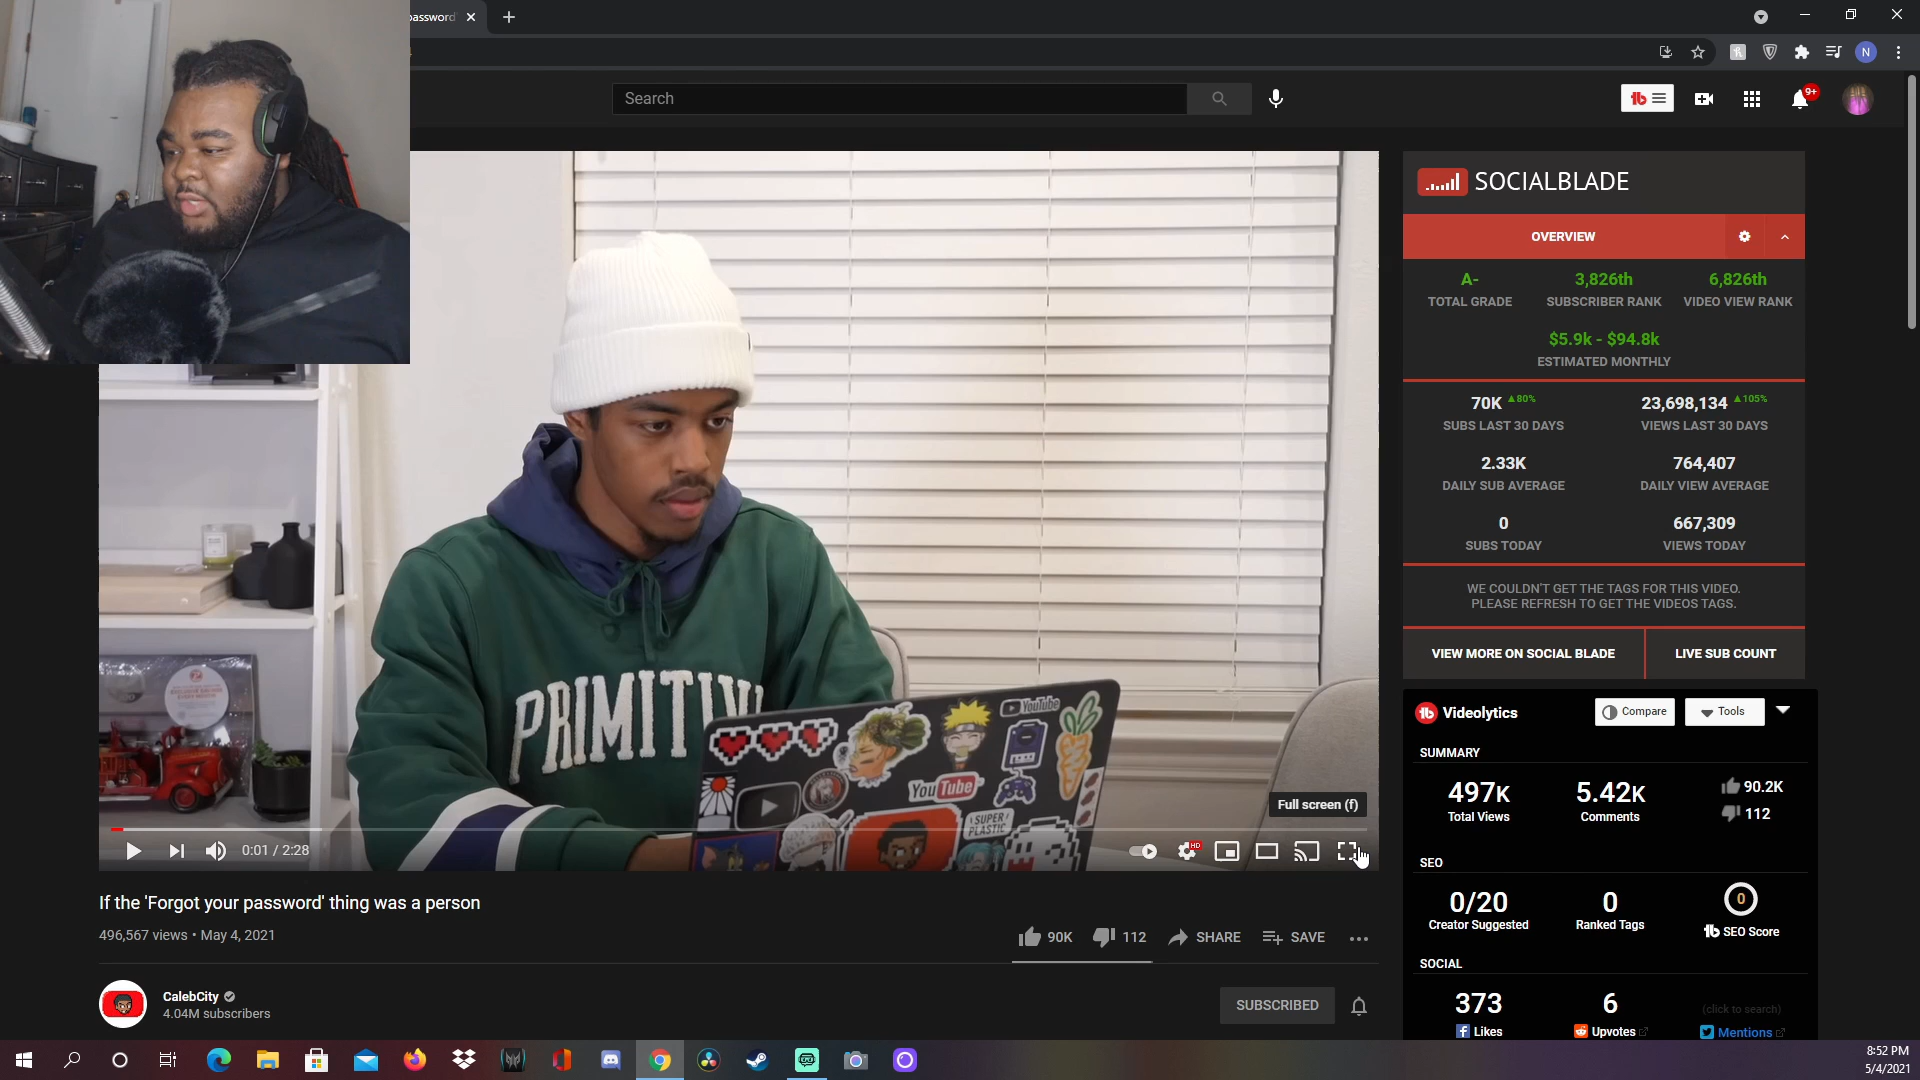 password
N
Search
9+
SOCIALBLADE
OVERVIEW
A-
TOTAL GRADE
3,826th
SUBSCRIBER RANK
6,826th
VIDEO VIEW RANK
$5.9k - $94.8k
ESTIMATED MONTHLY
70K ▲80%
SUBS LAST 30 DAYS
23,698,134 ▲105%
VIEWS LAST 30 DAYS
2.33K
DAILY SUB AVERAGE
764,407
DAILY VIEW AVERAGE
0
SUBS TODAY
667,309
VIEWS TODAY
WE COULDN'T GET THE TAGS FOR THIS VIDEO.
PLEASE REFRESH TO GET THE VIDEOS TAGS.
VIEW MORE ON SOCIAL BLADE
LIVE SUB COUNT
PRIMITIV
YouTube
YouTube
SUPER
PLASTIC
Full screen (f)
0:01 / 2:28
HD
If the 'Forgot your password' thing was a person
496,567 views • May 4, 2021
90K
112
SHARE
SAVE
CalebCity
4.04M subscribers
SUBSCRIBED
Videolytics
Compare
Tools
SUMMARY
497K
Total Views
5.42K
Comments
90.2K
112
SEO
0/20
Creator Suggested
0
Ranked Tags
0
SEO Score
SOCIAL
373
Likes
6
Upvotes
(click to search)
Mentions
8:52 PM
5/4/2021